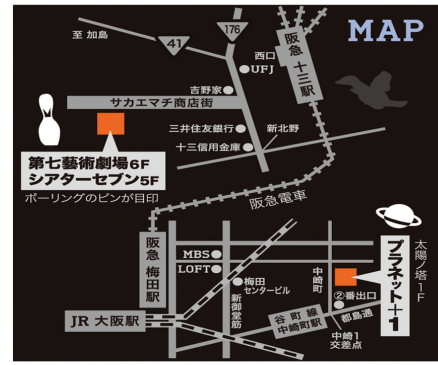 MAP
176
至 加島
41
西口
UFJ
阪急 十三駅
吉野家
サカエマチ商店街
三井住友銀行
新北野
十三信用金庫
第七藝術劇場6F
シアターセブン5F
ボーリングのピンが目印
阪急電車
阪急 梅田駅
MBS
LOFT
梅田
センタービル
新御堂筋
中崎町
②番出口
都島通
プラネット+1
太陽ノ塔1F
JR 大阪駅
谷町線
中崎町駅
中崎1
交差点